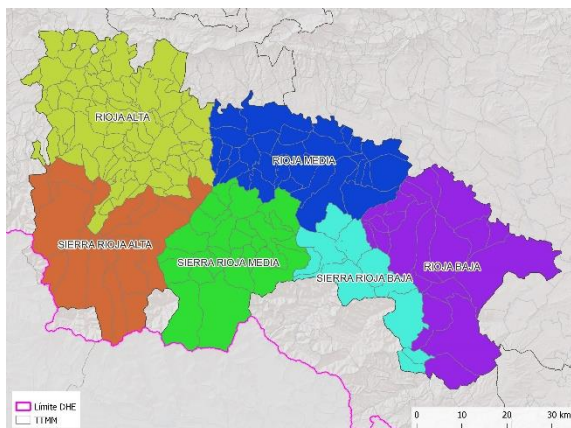 RIOJA ALTA
RIOJA MEDIA
SIERRA RIOJA ALTA
SIERRA RIOJA MEDIA
SIERRA RIOJA BAJA
RIOJA BAJA
Límite DHE
TTMM
0 10 20 30 km